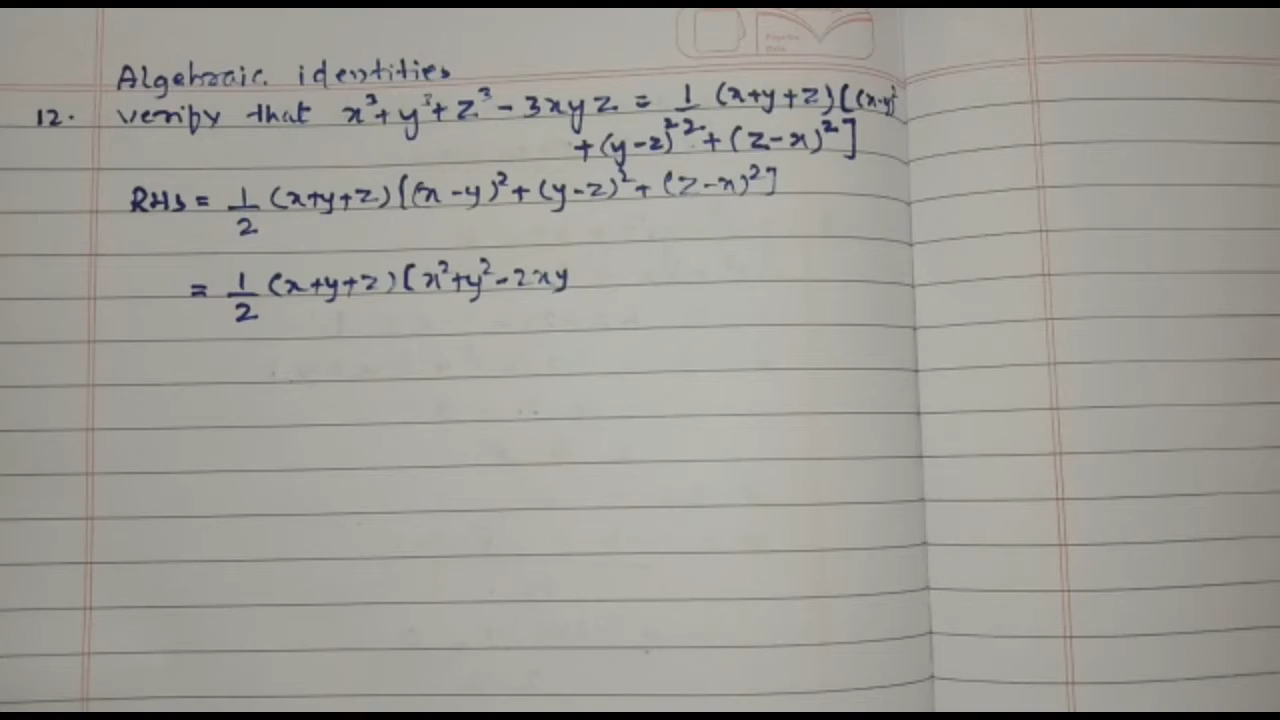 Algebraic identities
12. verify that x³+y³+z³-3xyz = 1/2 (x+y+z)[(x-y)²
+(y-z)²+(z-x)²]
RHS = 1/2 (x+y+z)[(x-y)²+(y-z)²+(z-x)²]
= 1/2 (x+y+z)[x²+y²-2xy